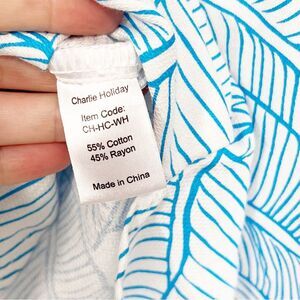 Charlie Holiday
Item Code:
CH-HC-WH
55% Cotton
45% Rayon
Made in China